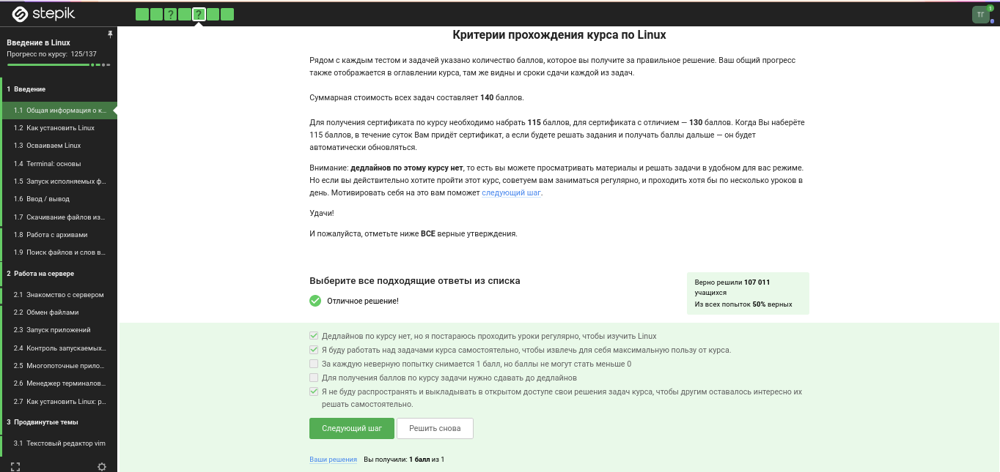 stepik
?
?
ТГ
1
Введение в Linux
Прогресс по курсу: 125/137
1 Введение
1.1 Общая информация о к...
1.2 Как установить Linux
1.3 Осваиваем Linux
1.4 Terminal: основы
1.5 Запуск исполняемых ф...
1.6 Ввод / вывод
1.7 Скачивание файлов из...
1.8 Работа с архивами
1.9 Поиск файлов и слов в...
2 Работа на сервере
2.1 Знакомство с сервером
2.2 Обмен файлами
2.3 Запуск приложений
2.4 Контроль запускаемых...
2.5 Многопоточные прило...
2.6 Менеджер терминалов...
2.7 Как установить Linux: р...
3 Продвинутые темы
3.1 Текстовый редактор vim
Критерии прохождения курса по Linux
Рядом с каждым тестом и задачей указано количество баллов, которое вы получите за правильное решение. Ваш общий прогресс
также отображается в оглавлении курса, там же видны и сроки сдачи каждой из задач.
Суммарная стоимость всех задач составляет 140 баллов.
Для получения сертификата по курсу необходимо набрать 115 баллов, для сертификата с отличием — 130 баллов. Когда Вы наберёте
115 баллов, в течение суток Вам придёт сертификат, а если будете решать задания и получать баллы дальше — он будет
автоматически обновляться.
Внимание: дедлайнов по этому курсу нет, то есть вы можете просматривать материалы и решать задачи в удобном для вас режиме.
Но если вы действительно хотите пройти этот курс, советуем вам заниматься регулярно, и проходить хотя бы по несколько уроков в
день. Мотивировать себя на это вам поможет следующий шаг.
Удачи!
И пожалуйста, отметьте ниже ВСЕ верные утверждения.
Выберите все подходящие ответы из списка
Отличное решение!
Верно решили 107 011
учащихся
Из всех попыток 50% верных
Дедлайнов по курсу нет, но я постараюсь проходить уроки регулярно, чтобы изучить Linux
Я буду работать над задачами курса самостоятельно, чтобы извлечь для себя максимальную пользу от курса.
За каждую неверную попытку снимается 1 балл, но баллы не могут стать меньше 0
Для получения баллов по курсу задачи нужно сдавать до дедлайнов
Я не буду распространять и выкладывать в открытом доступе свои решения задач курса, чтобы другим оставалось интересно их
решать самостоятельно.
Следующий шаг
Решить снова
Ваши решения Вы получили: 1 балл из 1